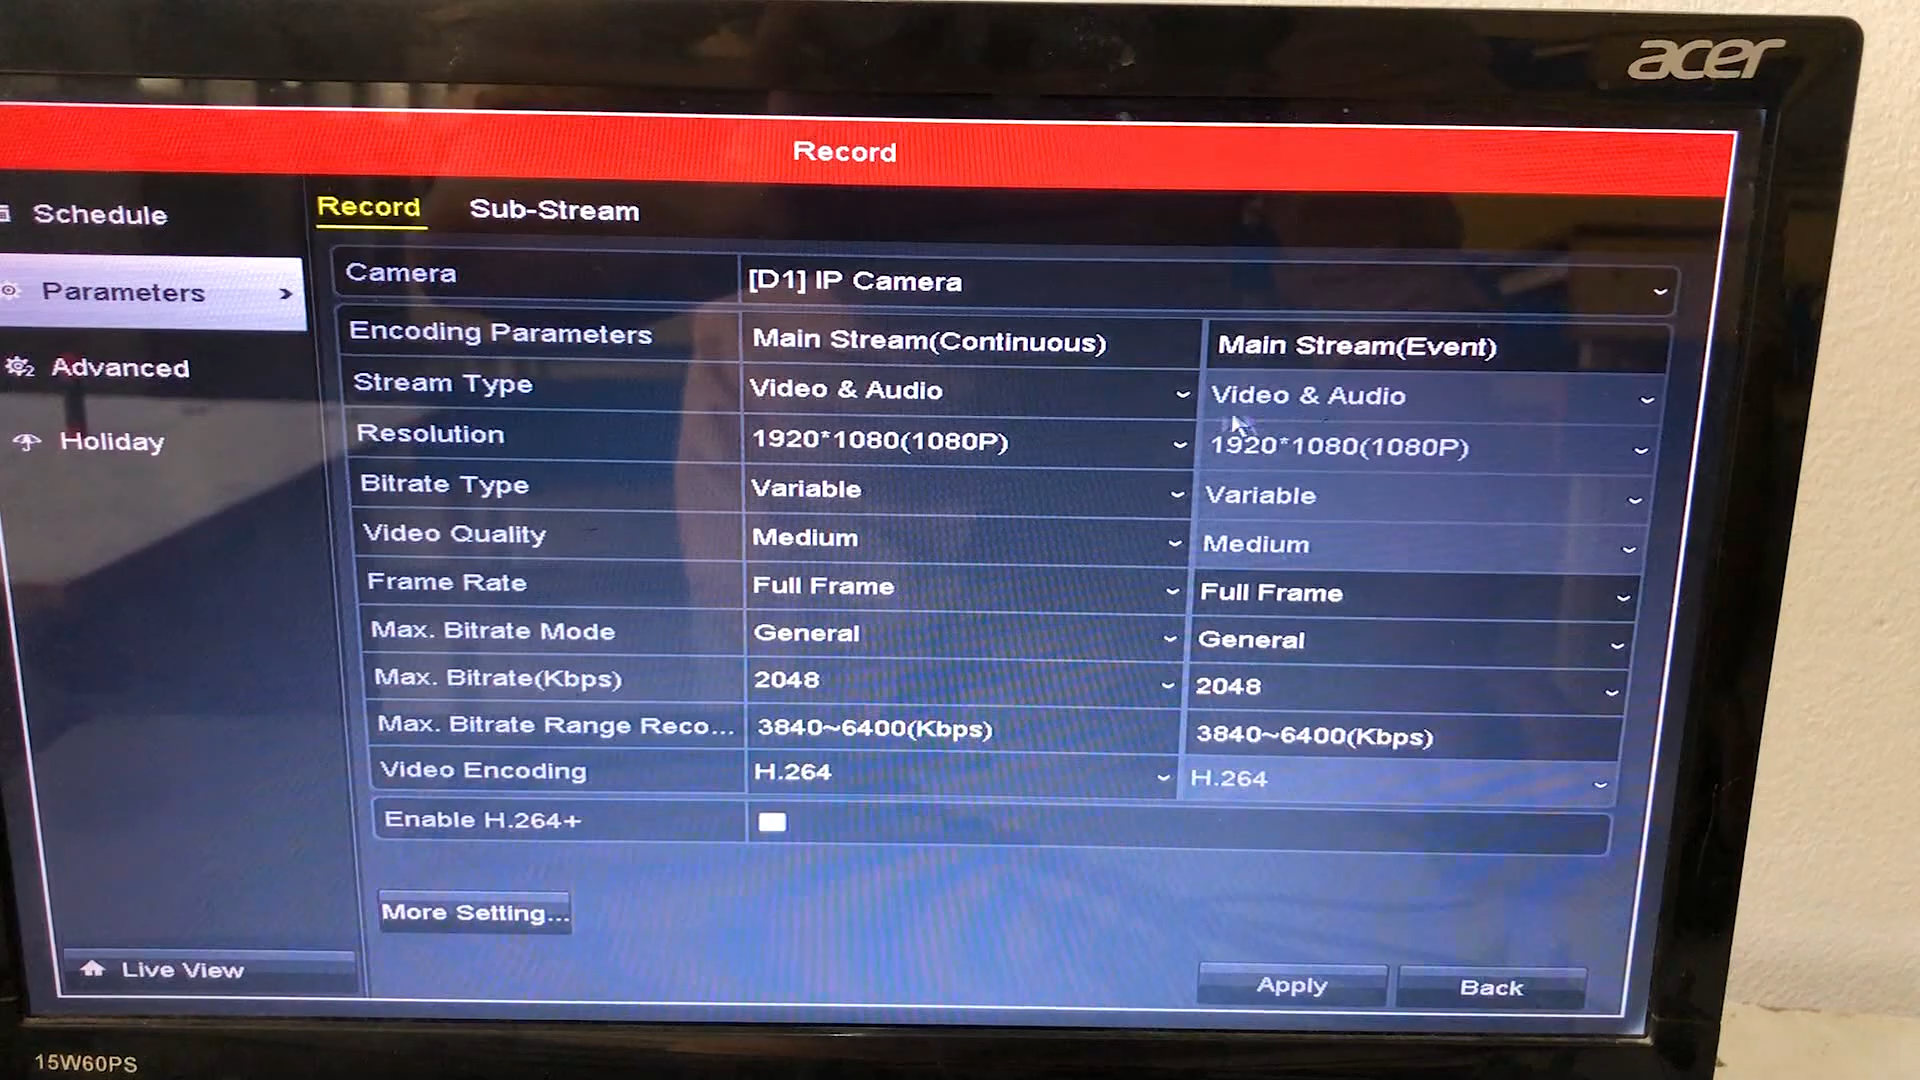 acer
Record
Schedule
Parameters >
Advanced
Holiday
Record Sub-Stream
Camera [D1] IP Camera
Encoding Parameters Main Stream(Continuous) Main Stream(Event)
Stream Type Video & Audio Video & Audio
Resolution 1920*1080(1080P) 1920*1080(1080P)
Bitrate Type Variable Variable
Video Quality Medium Medium
Frame Rate Full Frame Full Frame
Max. Bitrate Mode General General
Max. Bitrate(Kbps) 2048 2048
Max. Bitrate Range Reco... 3840~6400(Kbps) 3840~6400(Kbps)
Video Encoding H.264 H.264
Enable H.264+
More Setting...
Live View
Apply Back
15W60PS